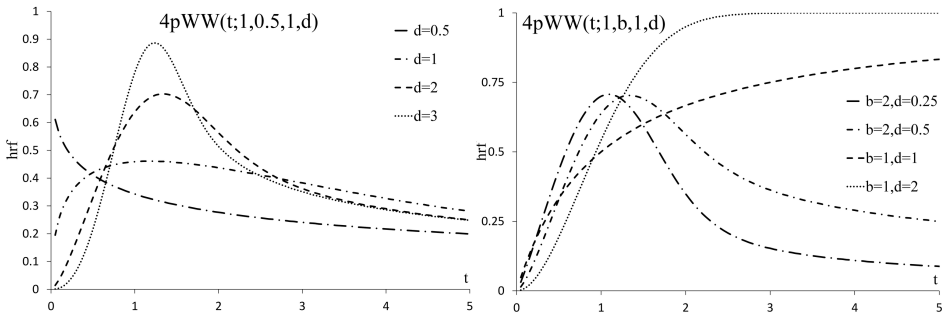 4pWW(t;1,0.5,1,d)
d=0.5
d=1
d=2
d=3
hrf
1
0.9
0.8
0.7
0.6
0.5
0.4
0.3
0.2
0.1
0
0 1 2 3 4 5
t
4pWW(t;1,b,1,d)
b=2,d=0.25
b=2,d=0.5
b=1,d=1
b=1,d=2
hrt
1
0.75
0.5
0.25
0
0 1 2 3 4 5
t